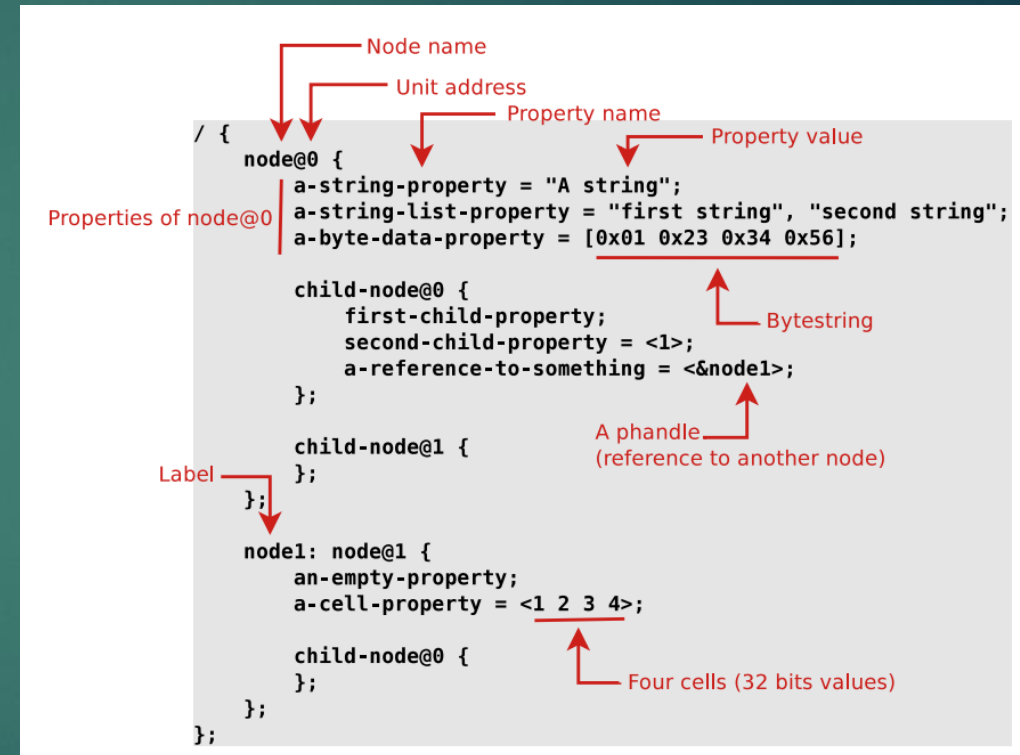 Node name
Unit address
Property name
Property value
/ {
node@0 {
Properties of node@0
a-string-property = "A string";
a-string-list-property = "first string", "second string";
a-byte-data-property = [0x01 0x23 0x34 0x56];
child-node@0 {
first-child-property;
Bytestring
second-child-property = <1>;
a-reference-to-something = <&node1>;
};
A phandle
(reference to another node)
child-node@1 {
Label
};
};
node1: node@1 {
an-empty-property;
a-cell-property = <1 2 3 4>;
child-node@0 {
};
Four cells (32 bits values)
};
};